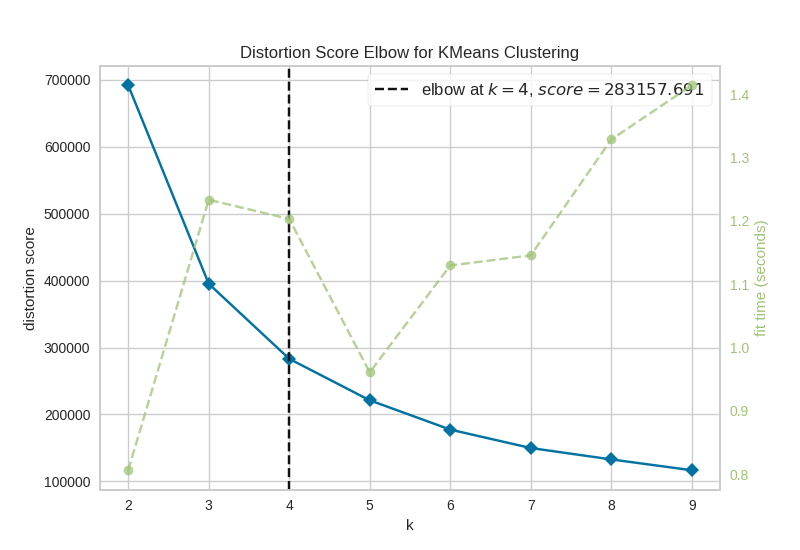 Distortion Score Elbow for KMeans Clustering
elbow at k = 4, score = 283157.691
distortion score
700000
600000
500000
400000
300000
200000
100000
1.4
1.3
1.2
1.1
1.0
0.9
0.8
fit time (seconds)
2 3 4 5 6 7 8 9
k